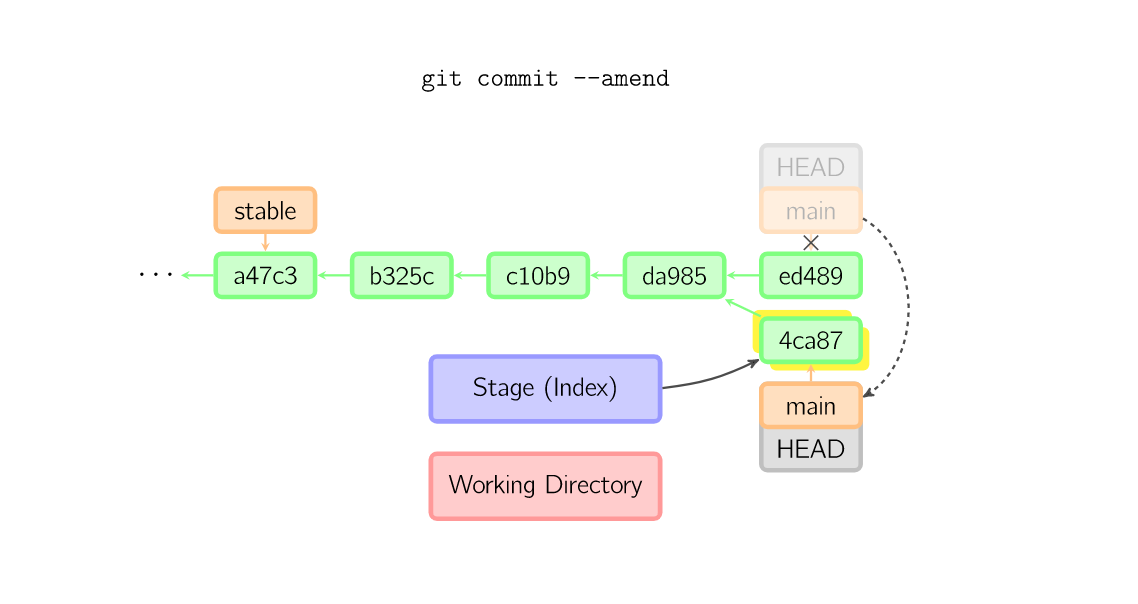 git commit --amend
HEAD
stable
main
···
a47c3
b325c
c10b9
da985
ed489
4ca87
Stage (Index)
main
HEAD
Working Directory